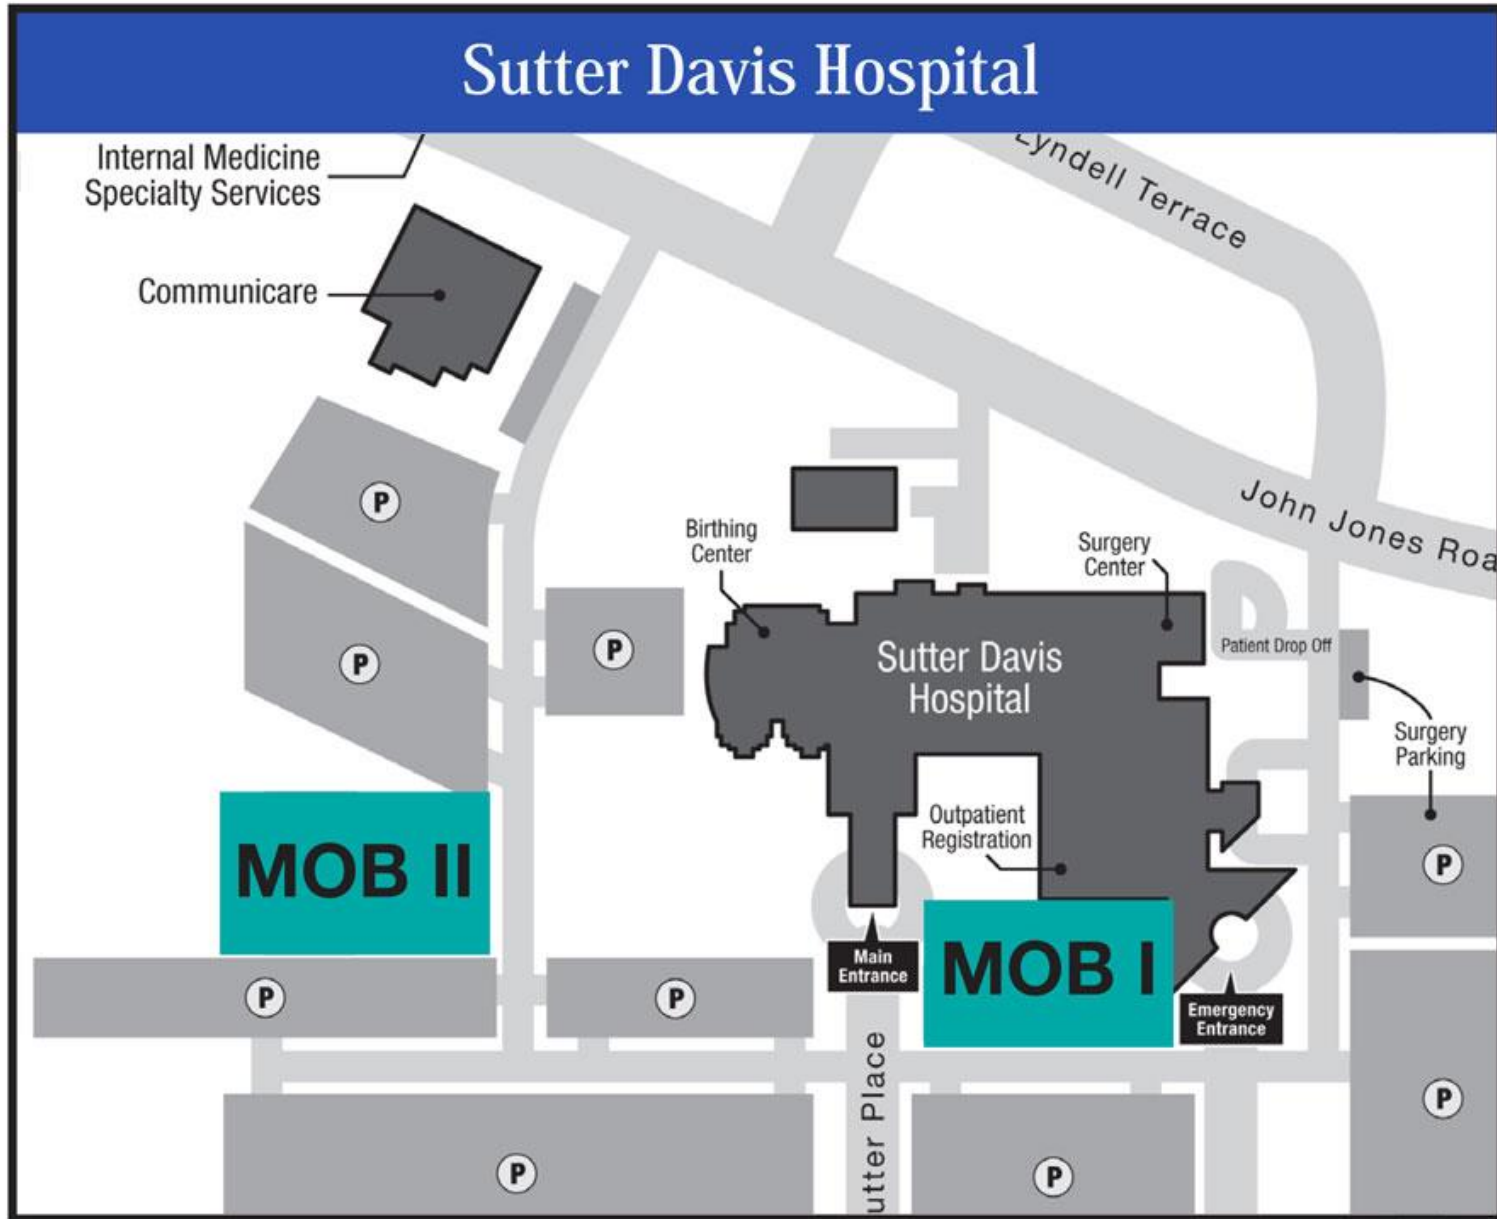 Sutter Davis Hospital
Internal Medicine
Specialty Services
Lyndell Terrace
Communicare
John Jones Roa
P
Birthing
Center
Surgery
Center
P
P
Sutter Davis
Hospital
Patient Drop Off
Surgery
Parking
Outpatient
Registration
MOB II
P
Main
Entrance
MOB I
P
P
Emergency
Entrance
utter Place
P
P
P